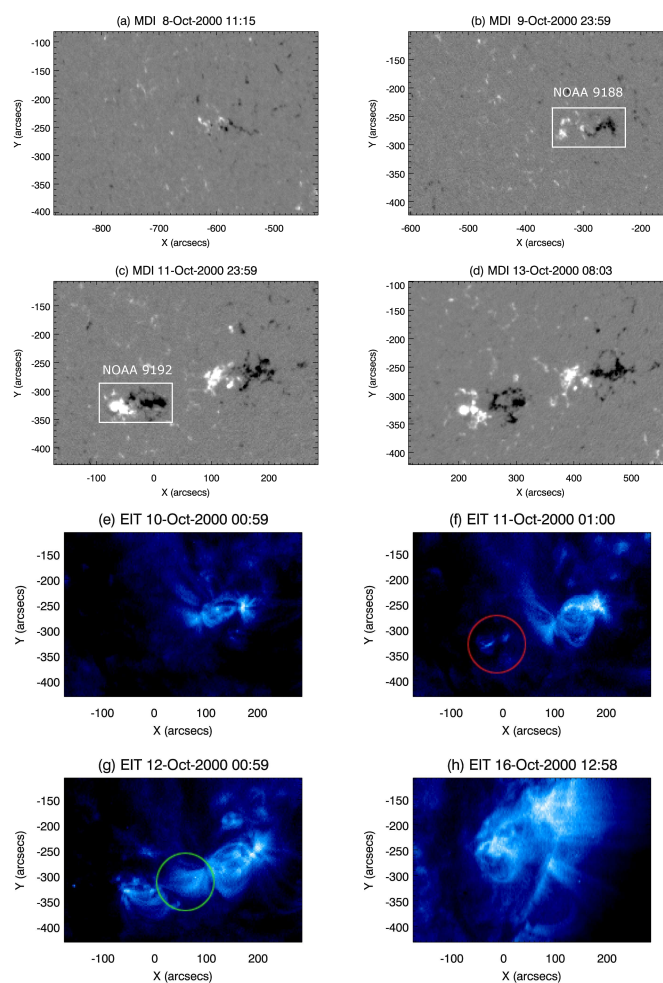 (a) MDI  8-Oct-2000 11:15
(b) MDI  9-Oct-2000 23:59
-100
-150
-200
-250
-300
-350
-400
Y (arcsecs)
-800 -700 -600 -500
X (arcsecs)
-100
-150
-200
-250
-300
-350
-400
Y (arcsecs)
NOAA 9188
-600 -500 -400 -300 -200
X (arcsecs)
(c) MDI 11-Oct-2000 23:59
(d) MDI 13-Oct-2000 08:03
-150
-200
-250
-300
-350
-400
-450
Y (arcsecs)
NOAA 9192
-100 0 100 200
X (arcsecs)
-100
-150
-200
-250
-300
-350
-400
Y (arcsecs)
200 300 400 500
X (arcsecs)
(e) EIT 10-Oct-2000 00:59
(f) EIT 11-Oct-2000 01:00
-150
-200
-250
-300
-350
-400
Y (arcsecs)
-100 0 100 200
X (arcsecs)
-150
-200
-250
-300
-350
-400
Y (arcsecs)
-100 0 100 200
X (arcsecs)
(g) EIT 12-Oct-2000 00:59
(h) EIT 16-Oct-2000 12:58
-150
-200
-250
-300
-350
-400
Y (arcsecs)
-100 0 100 200
X (arcsecs)
-150
-200
-250
-300
-350
-400
Y (arcsecs)
-100 0 100 200
X (arcsecs)